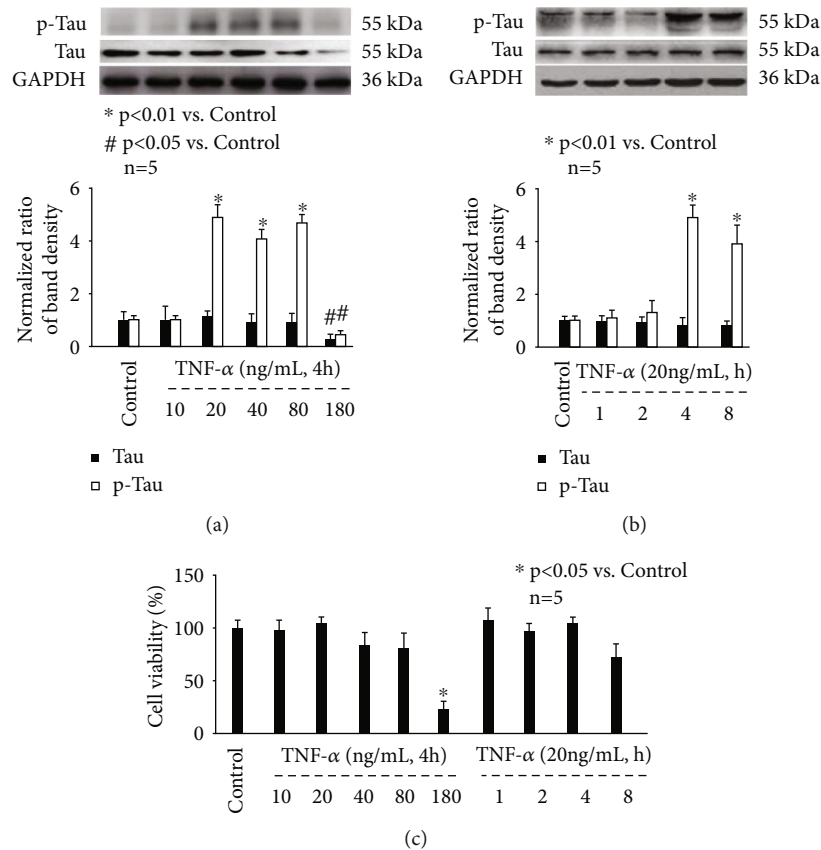 p-Tau 55 kDa
Tau 55 kDa
GAPDH 36 kDa
* p<0.01 vs. Control
# p<0.05 vs. Control
n=5
Normalized ratio
of band density
6
4
2
0
* * * ##
Control
TNF-α (ng/mL, 4h)
10 20 40 80 180
Tau
p-Tau
(a)
p-Tau 55 kDa
Tau 55 kDa
GAPDH 36 kDa
* p<0.01 vs. Control
n=5
Normalized ratio
of band density
6
4
2
0
* *
Control
TNF-α (20ng/mL, h)
1 2 4 8
Tau
p-Tau
(b)
* p<0.05 vs. Control
n=5
Cell viability (%)
150
100
50
0
*
Control
TNF-α (ng/mL, 4h) TNF-α (20ng/mL, h)
10 20 40 80 180 1 2 4 8
(c)